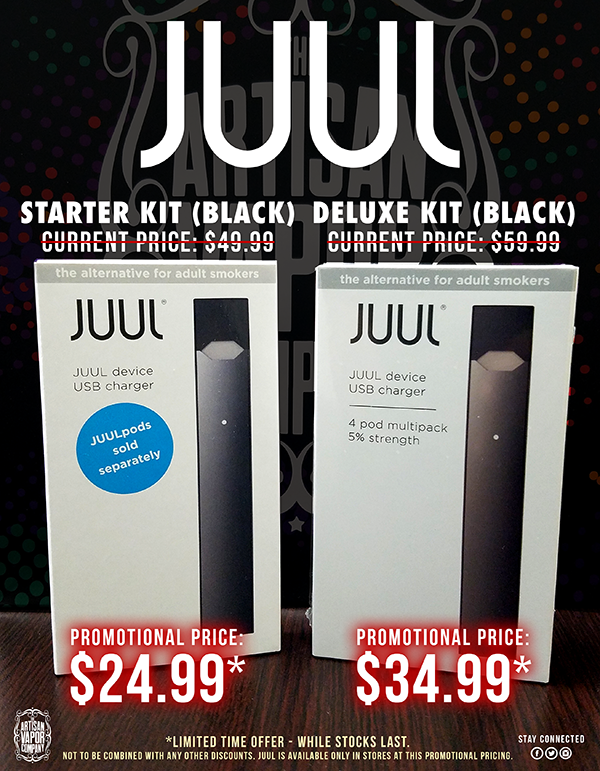 JUUL
THE
ARTISAN
VAPOR
STARTER KIT (BLACK)
CURRENT PRICE: $49.99
DELUXE KIT (BLACK)
CURRENT PRICE: $59.99
the alternative for adult smokers
JUUL®
JUUL device
USB charger
JUULpods
sold
separately
the alternative for adult smokers
JUUL®
JUUL device
USB charger
4 pod multipack
5% strength
PROMOTIONAL PRICE:
$24.99*
PROMOTIONAL PRICE:
$34.99*
THE
ARTISAN
VAPOR
COMPANY
*LIMITED TIME OFFER - WHILE STOCKS LAST.
NOT TO BE COMBINED WITH ANY OTHER DISCOUNTS. JUUL IS AVAILABLE ONLY IN STORES AT THIS PROMOTIONAL PRICING.
STAY CONNECTED